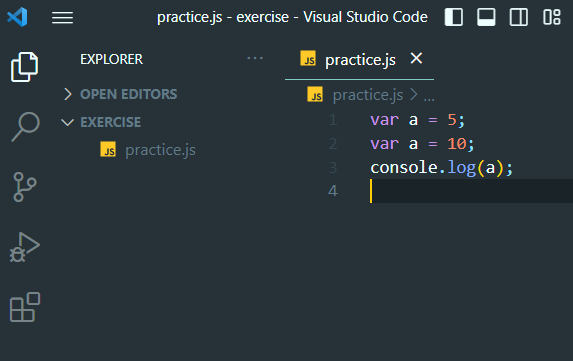 practice.js - exercise - Visual Studio Code
EXPLORER
···
OPEN EDITORS
EXERCISE
JS practice.js
JS practice.js ×
JS practice.js > ...
1 var a = 5;
2 var a = 10;
3 console.log(a);
4